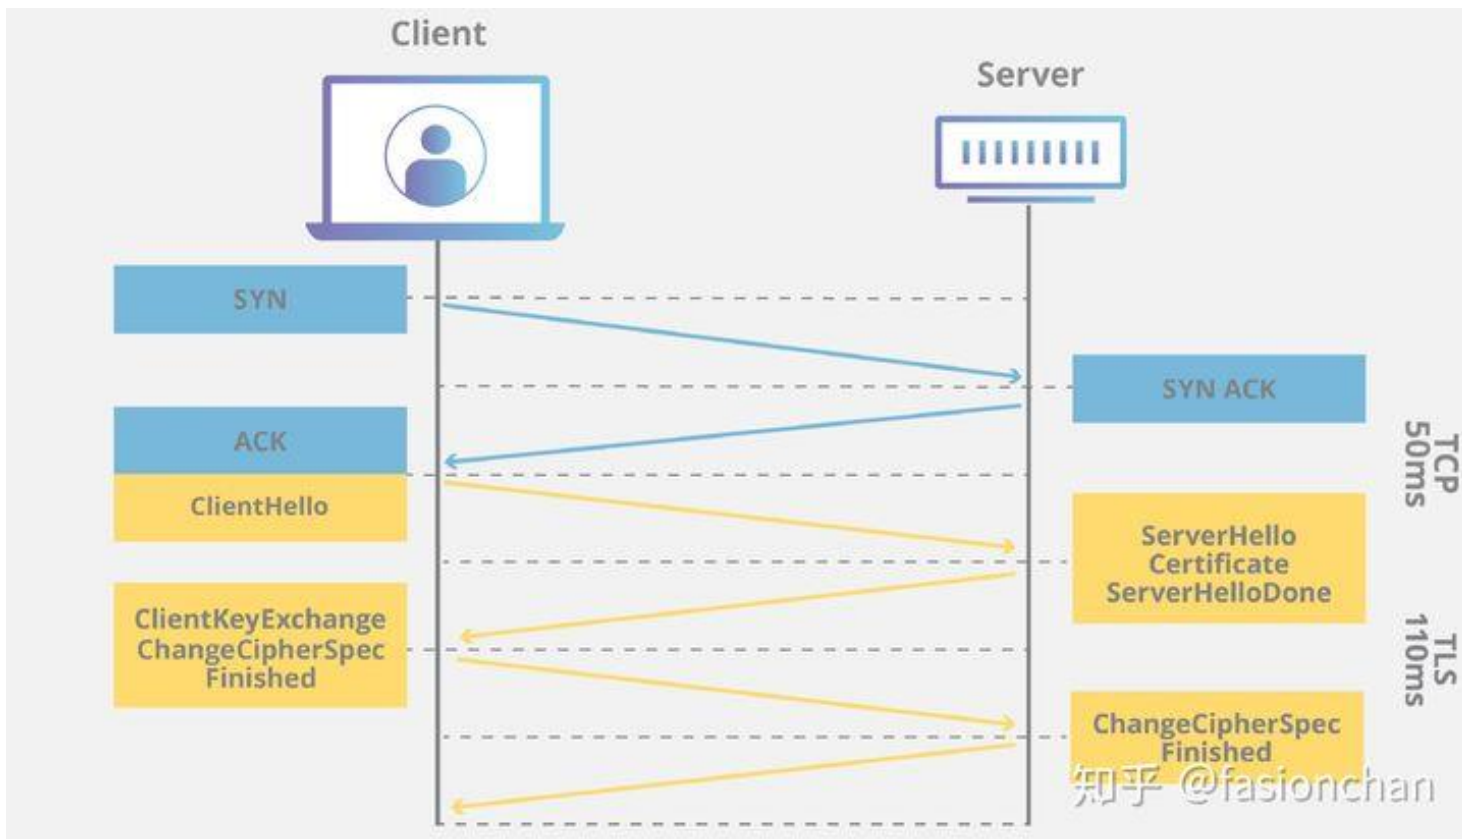 Client
Server
SYN
SYN ACK
ACK
ClientHello
TCP
50ms
ServerHello
Certificate
ServerHelloDone
ClientKeyExchange
ChangeCipherSpec
Finished
TLS
110ms
ChangeCipherSpec
Finished
知乎 @fasionchan